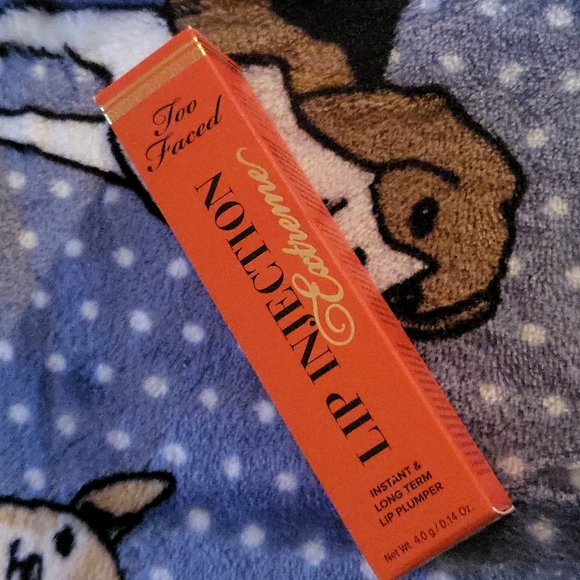 Too
Faced
LIP INJECTION
Extreme
INSTANT &
LONG TERM
LIP PLUMPER
Net Wt. 4.0 g / 0.14 Oz.